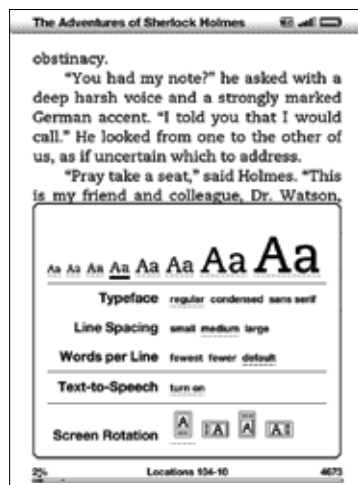 The Adventures of Sherlock Holmes
obstinacy.
"You had my note?" he asked with a
deep harsh voice and a strongly marked
German accent. "I told you that I would
call." He looked from one to the other of
us, as if uncertain which to address.
"Pray take a seat," said Holmes. "This
is my friend and colleague, Dr. Watson,
Aa Aa Aa Aa Aa Aa Aa Aa
Typeface regular condensed sans serif
Line Spacing small medium large
Words per Line fewest fewer default
Text-to-Speech turn on
Screen Rotation A A A A
2% Locations 104-10 4673